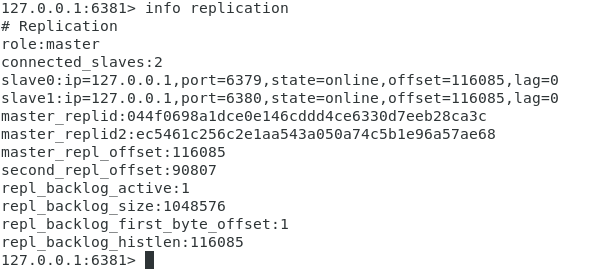 127.0.0.1:6381> info replication
# Replication
role:master
connected_slaves:2
slave0:ip=127.0.0.1,port=6379,state=online,offset=116085,lag=0
slave1:ip=127.0.0.1,port=6380,state=online,offset=116085,lag=0
master_replid:044f0698a1dce0e146cddd4ce6330d7eeb28ca3c
master_replid2:ec5461c256c2e1aa543a050a74c5b1e96a57ae68
master_repl_offset:116085
second_repl_offset:90807
repl_backlog_active:1
repl_backlog_size:1048576
repl_backlog_first_byte_offset:1
repl_backlog_histlen:116085
127.0.0.1:6381>